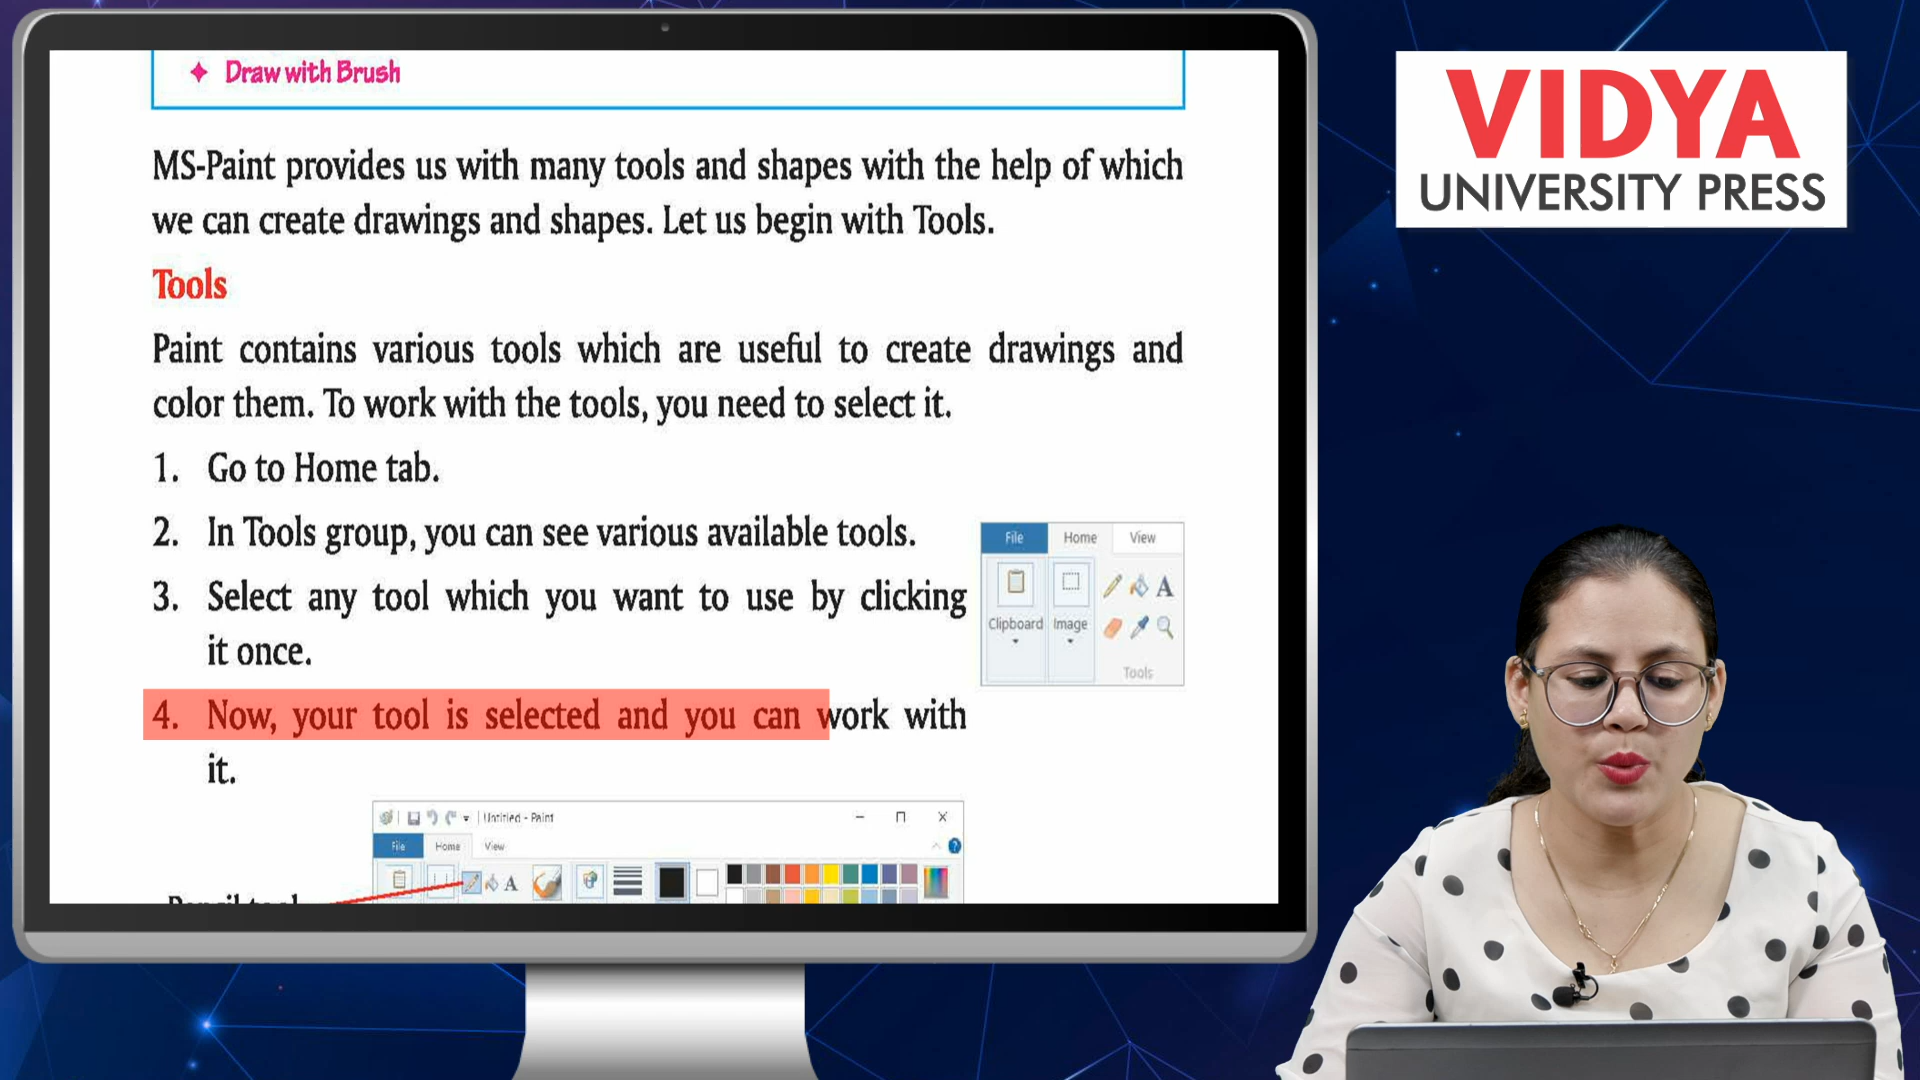 Draw with Brush
VIDYA
UNIVERSITY PRESS
MS-Paint provides us with many tools and shapes with the help of which
we can create drawings and shapes. Let us begin with Tools.
Tools
Paint contains various tools which are useful to create drawings and
color them. To work with the tools, you need to select it.
1. Go to Home tab.
2. In Tools group, you can see various available tools.
3. Select any tool which you want to use by clicking
it once.
4. Now, your tool is selected and you can work with
it.
File Home View
A
Clipboard Image
Tools
Untitled - Paint
File Home View
A
Pencil tool